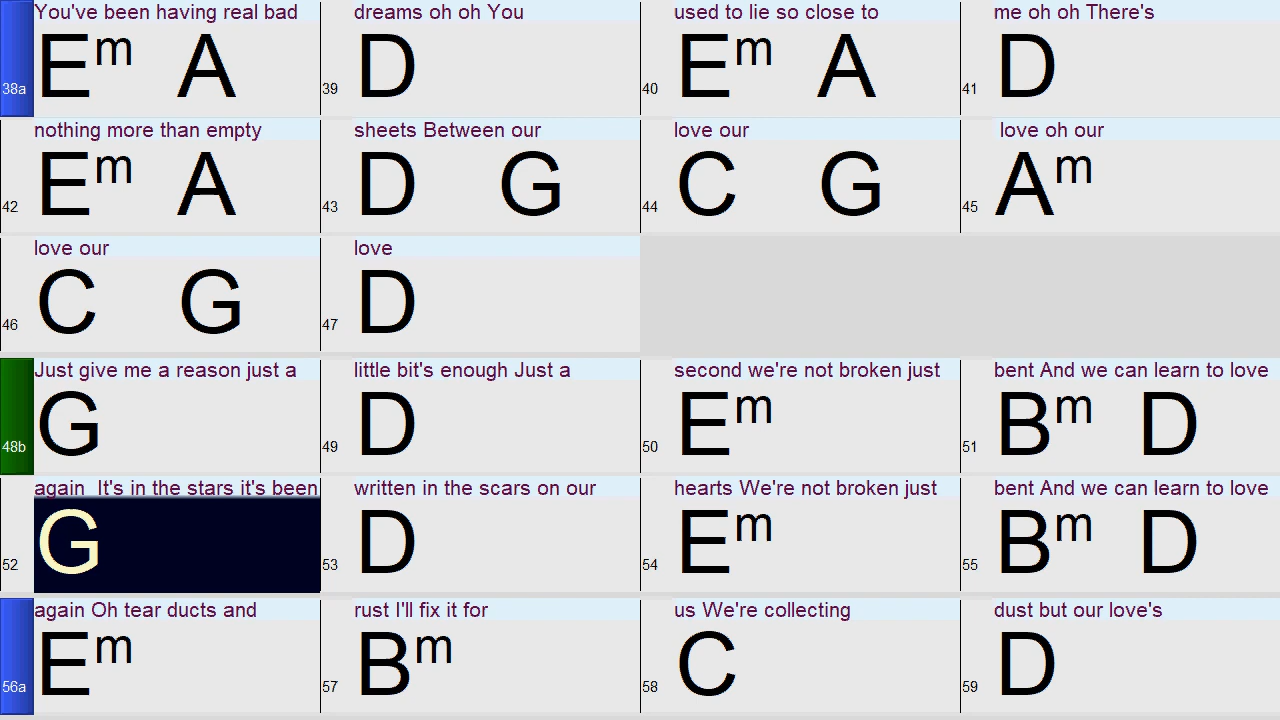 You've been having real bad dreams oh oh You used to lie so close to me oh oh There's
38a Em A 39 D 40 Em A 41 D
nothing more than empty sheets Between our love our love oh our
42 Em A 43 D G 44 C G 45 Am
love our love
46 C G 47 D
Just give me a reason just a little bit's enough Just a second we're not broken just bent And we can learn to love
48b G 49 D 50 Em 51 Bm D
again It's in the stars it's been written in the scars on our hearts We're not broken just bent And we can learn to love
52 G 53 D 54 Em 55 Bm D
again Oh tear ducts and rust I'll fix it for us We're collecting dust but our love's
56a Em 57 Bm 58 C 59 D